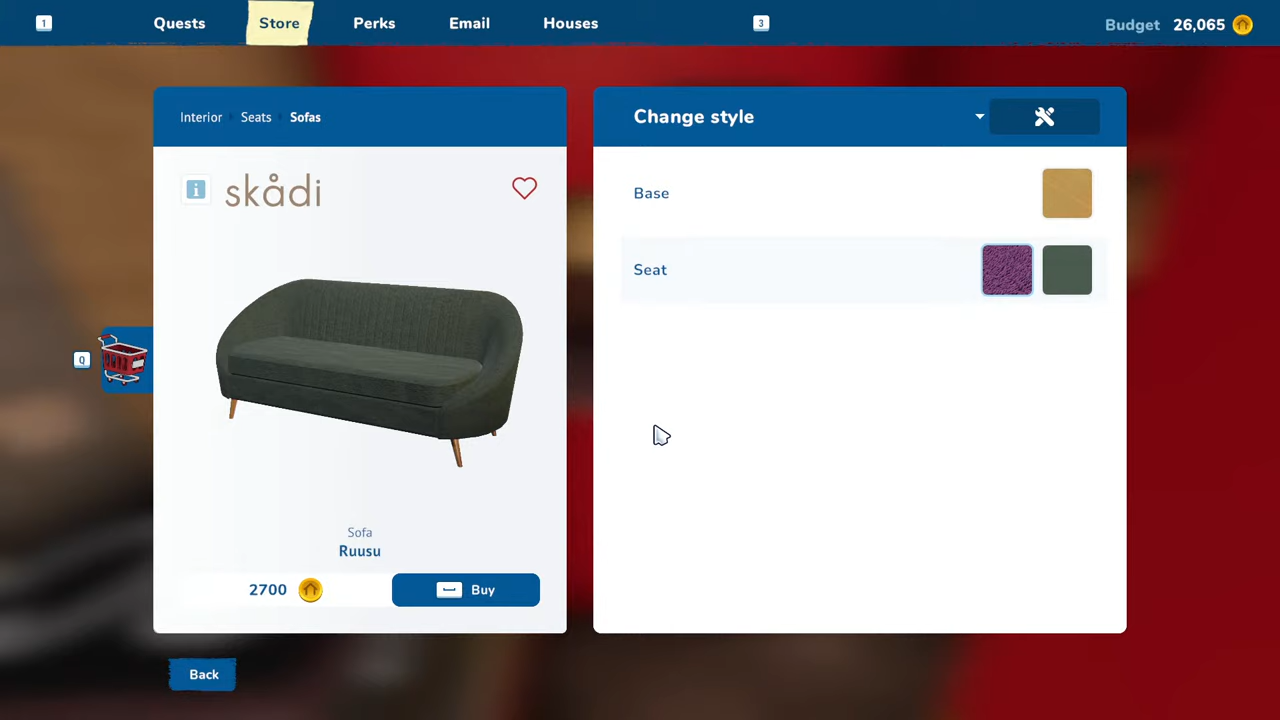 1
Quests
Store
Perks
Email
Houses
3
Budget 26,065
Interior Seats Sofas
Change style
i
skådi
Base
Seat
Q
Sofa
Ruusu
2700
Buy
Back